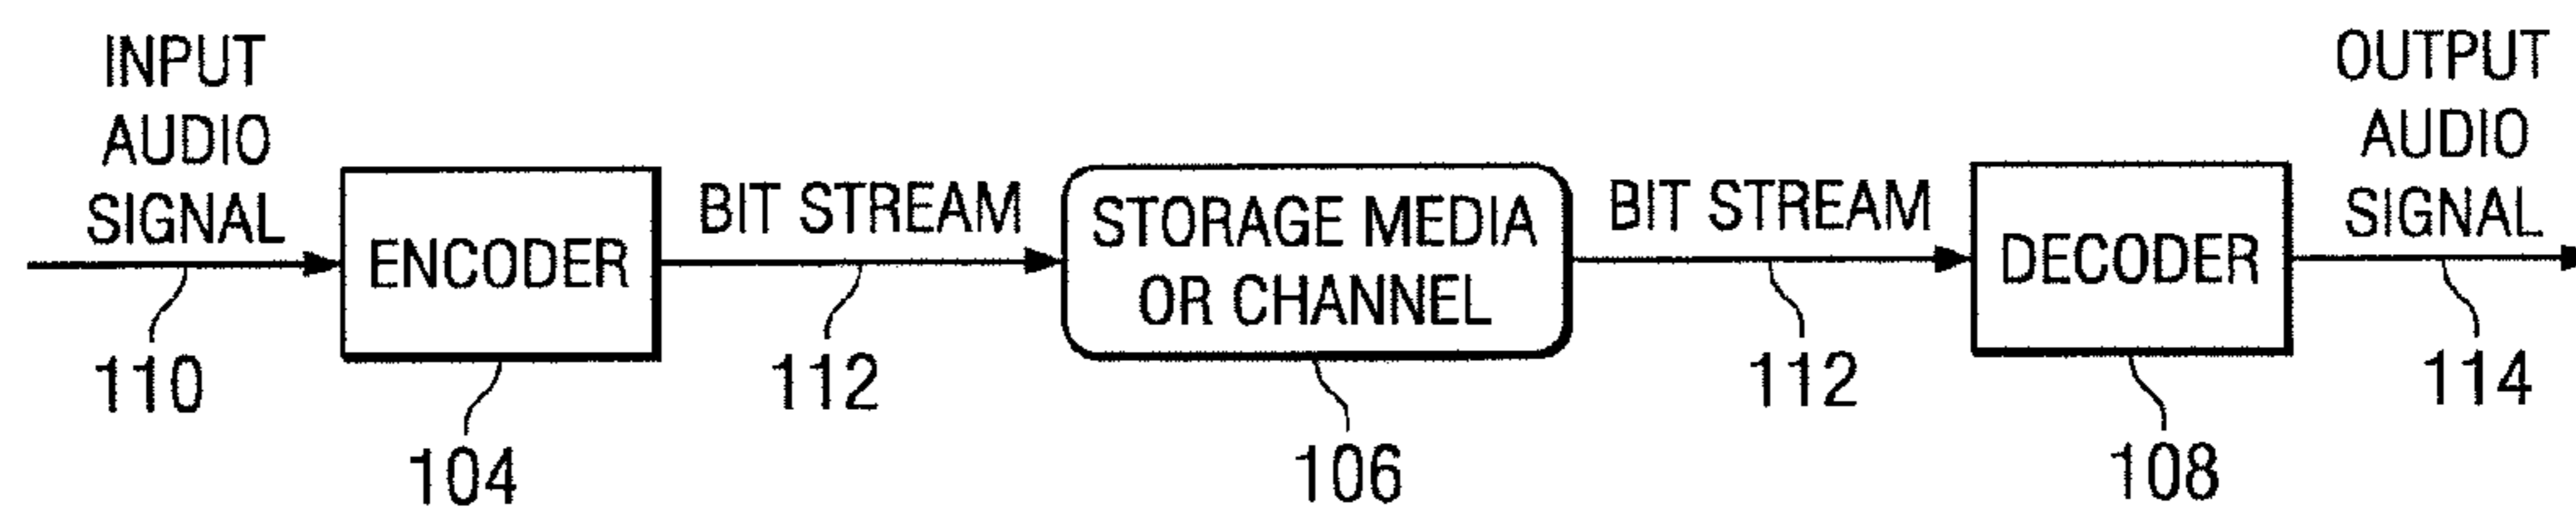 INPUT
AUDIO
SIGNAL
110
ENCODER
104
BIT STREAM
112
STORAGE MEDIA
OR CHANNEL
106
BIT STREAM
112
DECODER
108
OUTPUT
AUDIO
SIGNAL
114